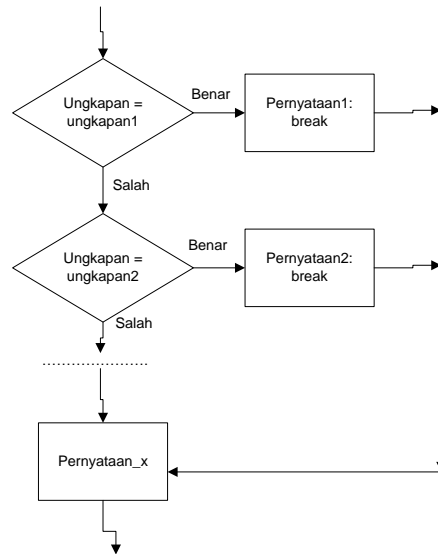 Ungkapan =
ungkapan1
Benar
Pernyataan1:
break
Salah
Ungkapan =
ungkapan2
Benar
Pernyataan2:
break
Salah
Pernyataan_x